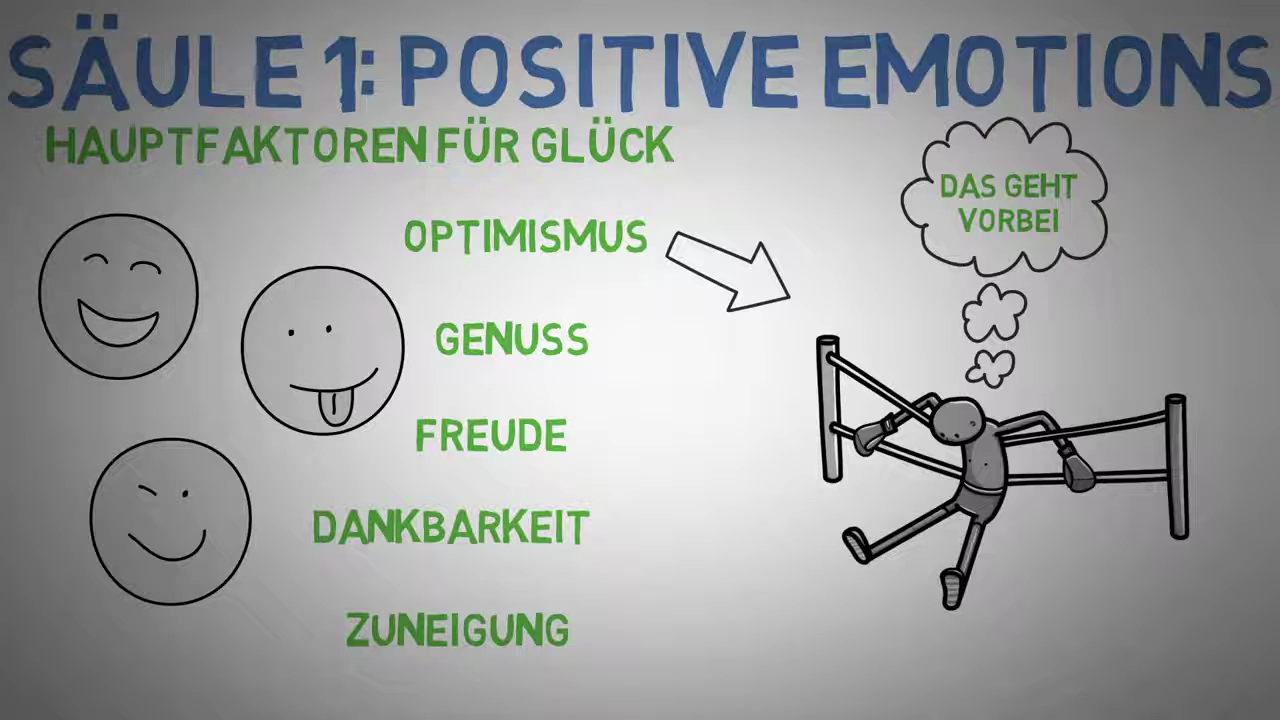 SÄULE 1: POSITIVE EMOTIONS
HAUPTFAKTOREN FÜR GLÜCK
OPTIMISMUS
GENUSS
FREUDE
DANKBARKEIT
ZUNEIGUNG
DAS GEHT
VORBEI